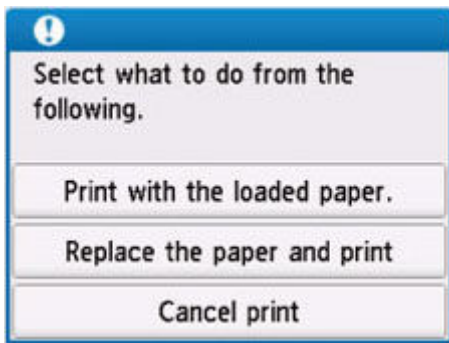 Select what to do from the
following.
Print with the loaded paper.
Replace the paper and print
Cancel print